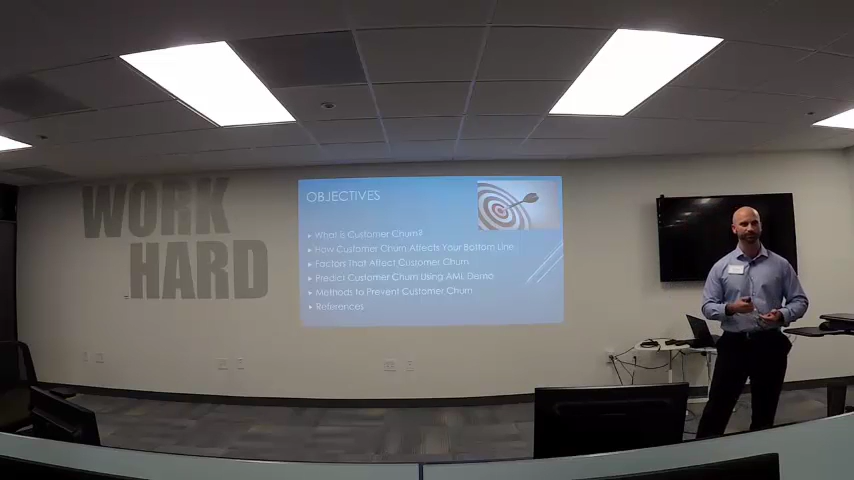 WORK
HARD
OBJECTIVES
What is Customer Churn?
How Customer Churn Affects Your Bottom Line
Factors That Affect Customer Churn
Predict Customer Churn Using AML Demo
Methods to Prevent Customer Churn
References